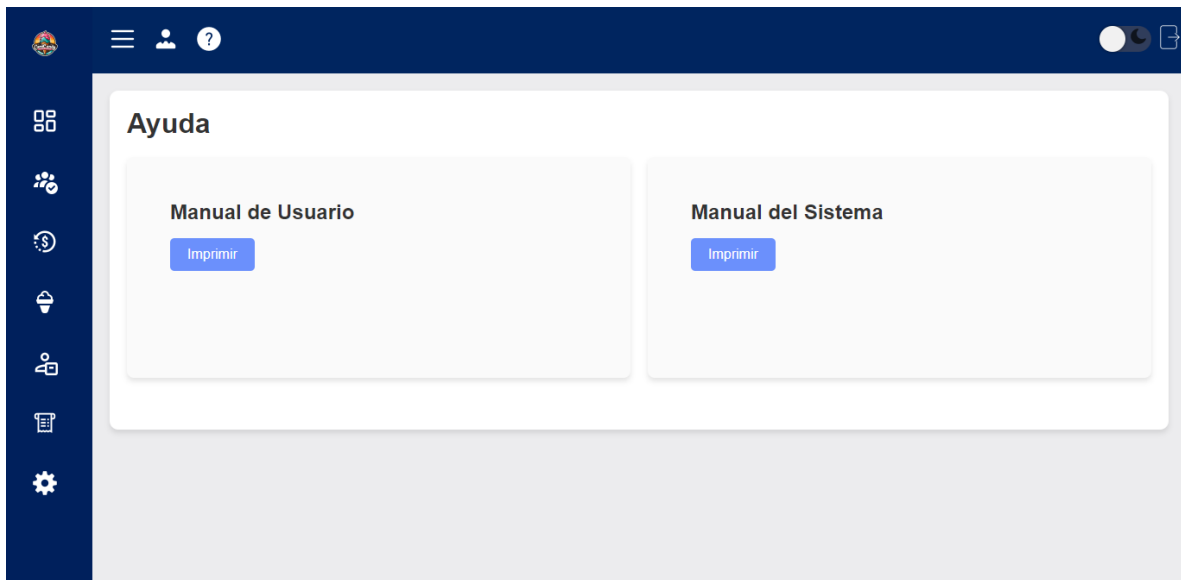 Ayuda
Manual de Usuario
Imprimir
Manual del Sistema
Imprimir